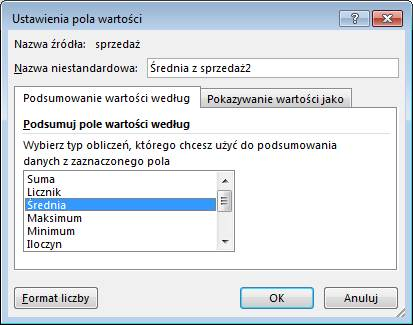 Ustawienia pola wartości
Nazwa źródła: sprzedaż
Nazwa niestandardowa: Średnia z sprzedaż2
Podsumowanie wartości według Pokazywanie wartości jako
Podsumuj pole wartości według
Wybierz typ obliczeń, którego chcesz użyć do podsumowania
danych z zaznaczonego pola
Suma
Licznik
Średnia
Maksimum
Minimum
Iloczyn
Format liczby OK Anuluj